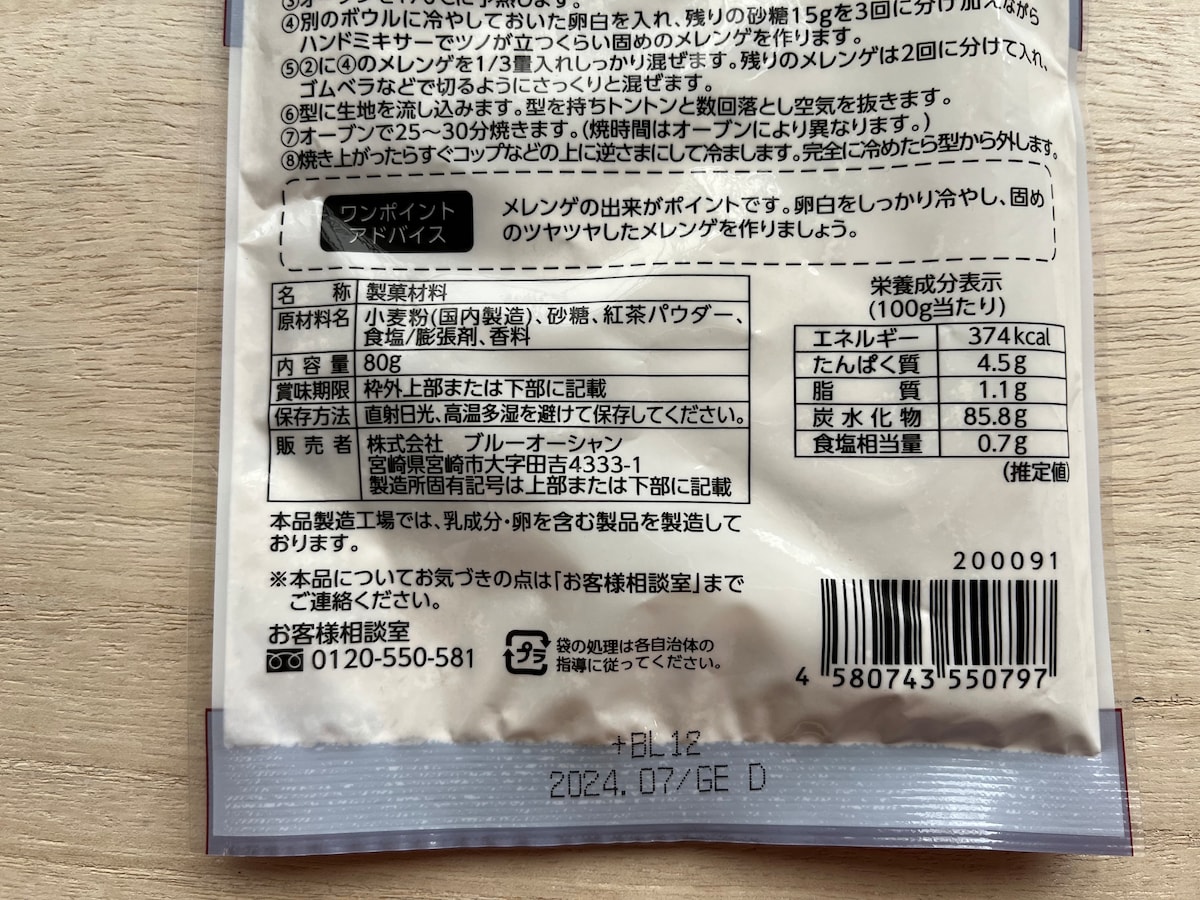 ④別のボウルに冷やしておいた卵白を入れ、残りの砂糖15gを3回に分け加えながら
ハンドミキサーでツノが立つくらい固めのメレンゲを作ります。
⑤②に④のメレンゲを1/3量入れしっかり混ぜます。残りのメレンゲは2回に分けて入れ、
ゴムベラなどで切るようにさっくりと混ぜます。
⑥型に生地を流し込みます。型を持ちトントンと数回落とし空気を抜きます。
⑦オーブンで25〜30分焼きます。(焼時間はオーブンにより異なります。)
⑧焼き上がったらすぐコップなどの上に逆さまにして冷まします。完全に冷めたら型から外します。
ワンポイント
アドバイス
メレンゲの出来がポイントです。卵白をしっかり冷やし、固め
のツヤツヤしたメレンゲを作りましょう。
名称 製菓材料
原材料名 小麦粉(国内製造)、砂糖、紅茶パウダー、
食塩/膨張剤、香料
内容量 80g
賞味期限 枠外上部または下部に記載
保存方法 直射日光、高温多湿を避けて保存してください。
販売者 株式会社 ブルーオーシャン
宮崎県宮崎市大字田吉4333-1
製造所固有記号は上部または下部に記載
栄養成分表示
(100g当たり)
エネルギー 374kcal
たんぱく質 4.5g
脂質 1.1g
炭水化物 85.8g
食塩相当量 0.7g
(推定値)
本品製造工場では、乳成分・卵を含む製品を製造して
おります。
※本品についてお気づきの点は「お客様相談室」まで
ご連絡ください。
お客様相談室
0120-550-581
プラ
袋の処理は各自治体の
指導に従ってください。
200091
4 580743 550797
+BL12
2024.07/GE D